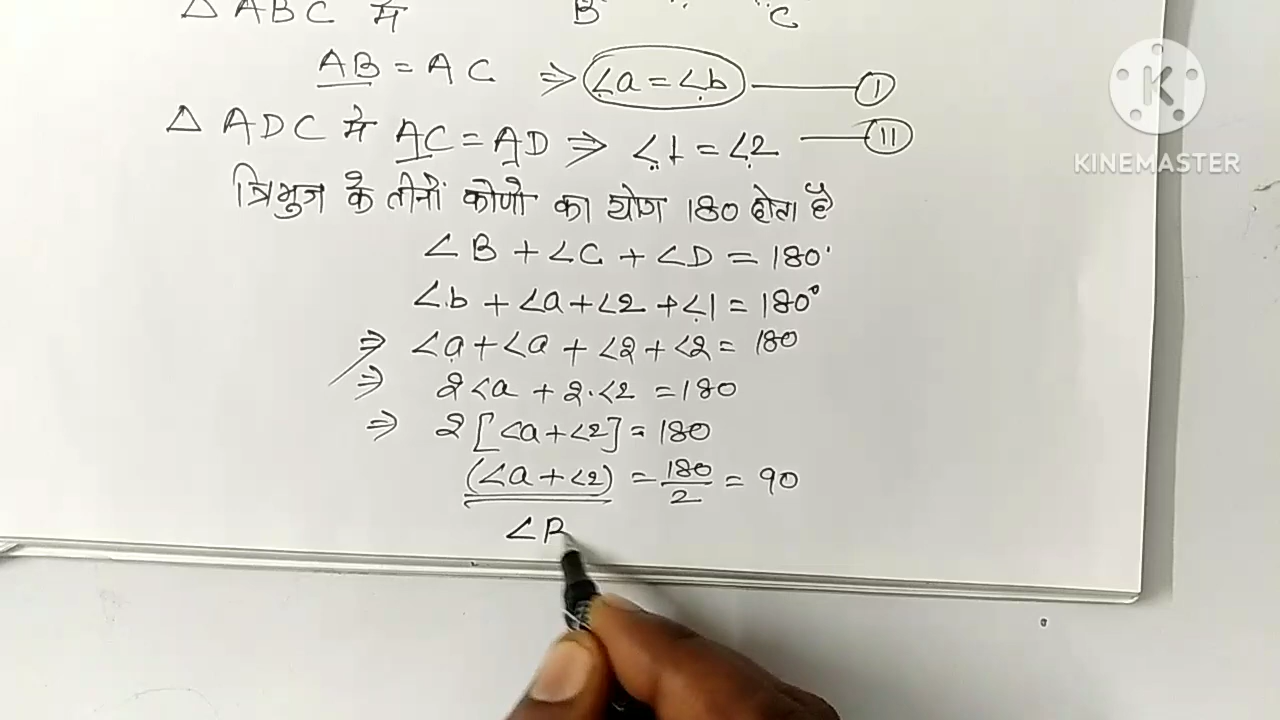 △ ABC में B C
AB = AC ⇒ ∠a = ∠b — I
△ ADC में AC = AD ⇒ ∠1 = ∠2 — II
त्रिभुज के तीनों कोणो का योग 180 होता है
∠B + ∠C + ∠D = 180°
∠b + ∠a + ∠2 + ∠1 = 180°
⇒ ∠a + ∠a + ∠2 + ∠2 = 180
⇒ 2∠a + 2·∠2 = 180
⇒ 2[∠a + ∠2] = 180
(∠a + ∠2) = 180/2 = 90
∠B
KINEMASTER